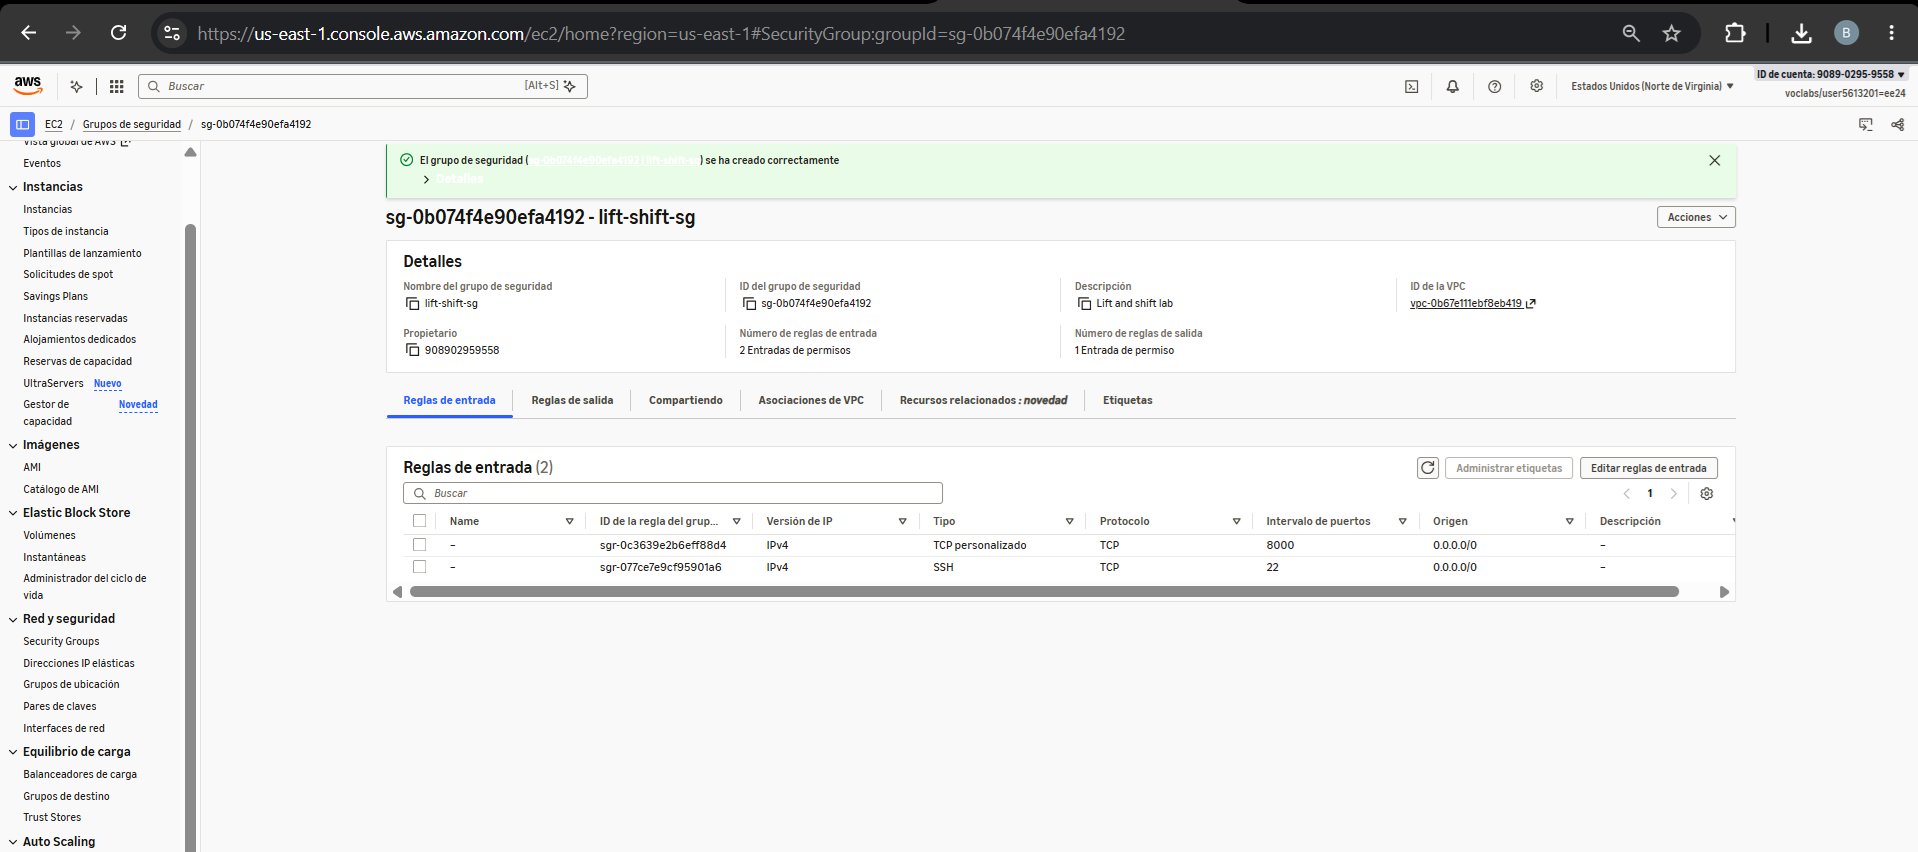 https://us-east-1.console.aws.amazon.com/ec2/home?region=us-east-1#SecurityGroup:groupId=sg-0b074f4e90efa4192
B
aws
Buscar
[Alt+S]
Estados Unidos (Norte de Virginia)
ID de cuenta: 9089-0295-9558
voclabs/user5613201=ee24
EC2 / Grupos de seguridad / sg-0b074f4e90efa4192
Vista global de AWS
Eventos
Instancias
Instancias
Tipos de instancia
Plantillas de lanzamiento
Solicitudes de spot
Savings Plans
Instancias reservadas
Alojamientos dedicados
Reservas de capacidad
UltraServers Nuevo
Gestor de capacidad Novedad
Imágenes
AMI
Catálogo de AMI
Elastic Block Store
Volúmenes
Instantáneas
Administrador del ciclo de vida
Red y seguridad
Security Groups
Direcciones IP elásticas
Grupos de ubicación
Pares de claves
Interfaces de red
Equilibrio de carga
Balanceadores de carga
Grupos de destino
Trust Stores
Auto Scaling
El grupo de seguridad (sg-0b074f4e90efa4192 | lift-shift-sg) se ha creado correctamente
Detalles
sg-0b074f4e90efa4192 - lift-shift-sg
Acciones
Detalles
Nombre del grupo de seguridad
lift-shift-sg
ID del grupo de seguridad
sg-0b074f4e90efa4192
Descripción
Lift and shift lab
ID de la VPC
vpc-0b67e111ebf8eb419
Propietario
908902959558
Número de reglas de entrada
2 Entradas de permisos
Número de reglas de salida
1 Entrada de permiso
Reglas de entrada
Reglas de salida
Compartiendo
Asociaciones de VPC
Recursos relacionados : novedad
Etiquetas
Reglas de entrada (2)
Administrar etiquetas
Editar reglas de entrada
Buscar
1
Name ID de la regla del grup... Versión de IP Tipo Protocolo Intervalo de puertos Origen Descripción
– sgr-0c3639e2b6eff88d4 IPv4 TCP personalizado TCP 8000 0.0.0.0/0 –
– sgr-077ce7e9cf95901a6 IPv4 SSH TCP 22 0.0.0.0/0 –